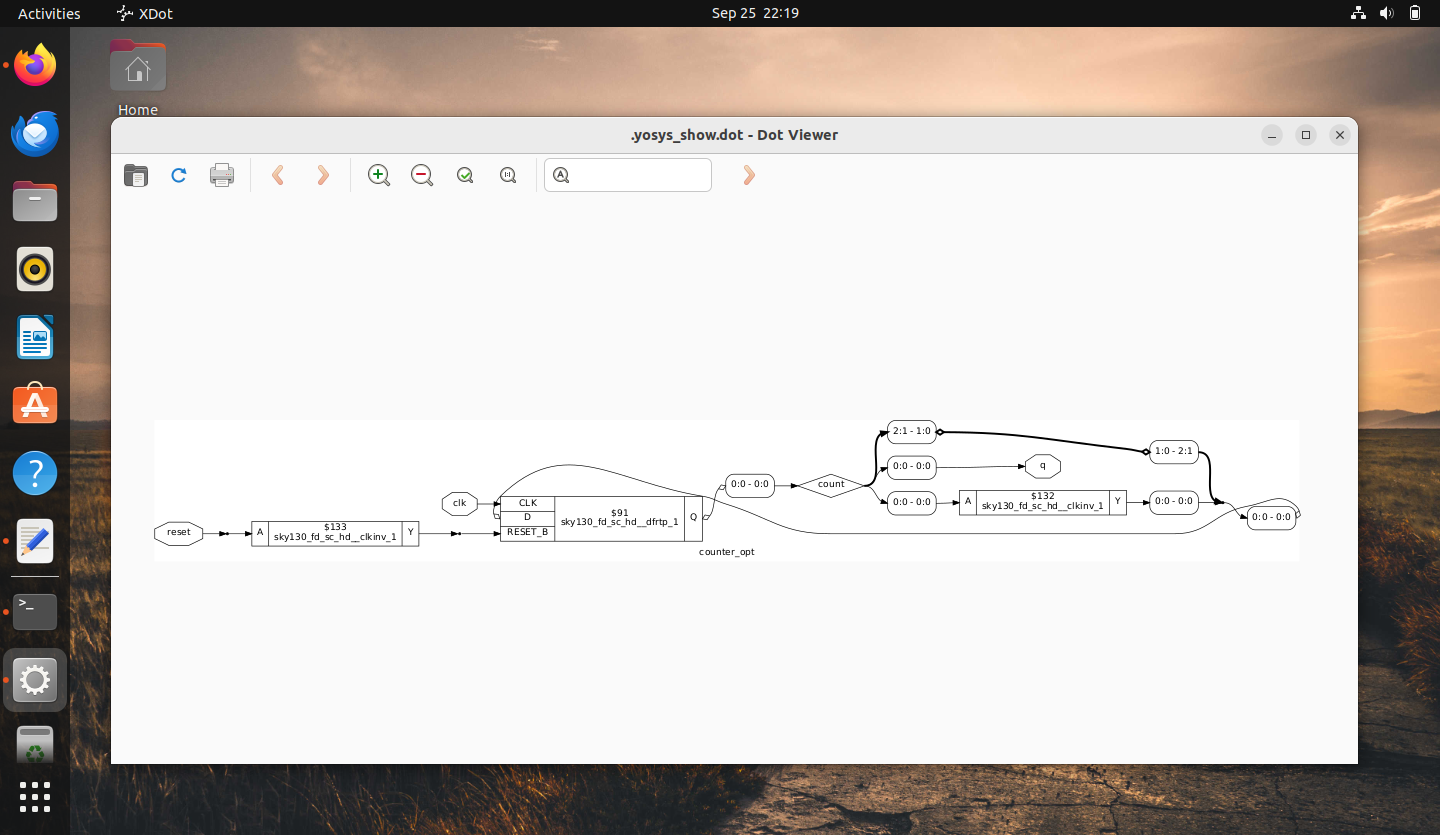 Activities
XDot
Sep 25 22:19
Home
.yosys_show.dot - Dot Viewer
reset
A
$133
sky130_fd_sc_hd__clkinv_1
Y
clk
CLK
D
RESET_B
$91
sky130_fd_sc_hd__dfrtp_1
Q
0:0 - 0:0
count
2:1 - 1:0
0:0 - 0:0
0:0 - 0:0
q
A
$132
sky130_fd_sc_hd__clkinv_1
Y
1:0 - 2:1
0:0 - 0:0
0:0 - 0:0
counter_opt